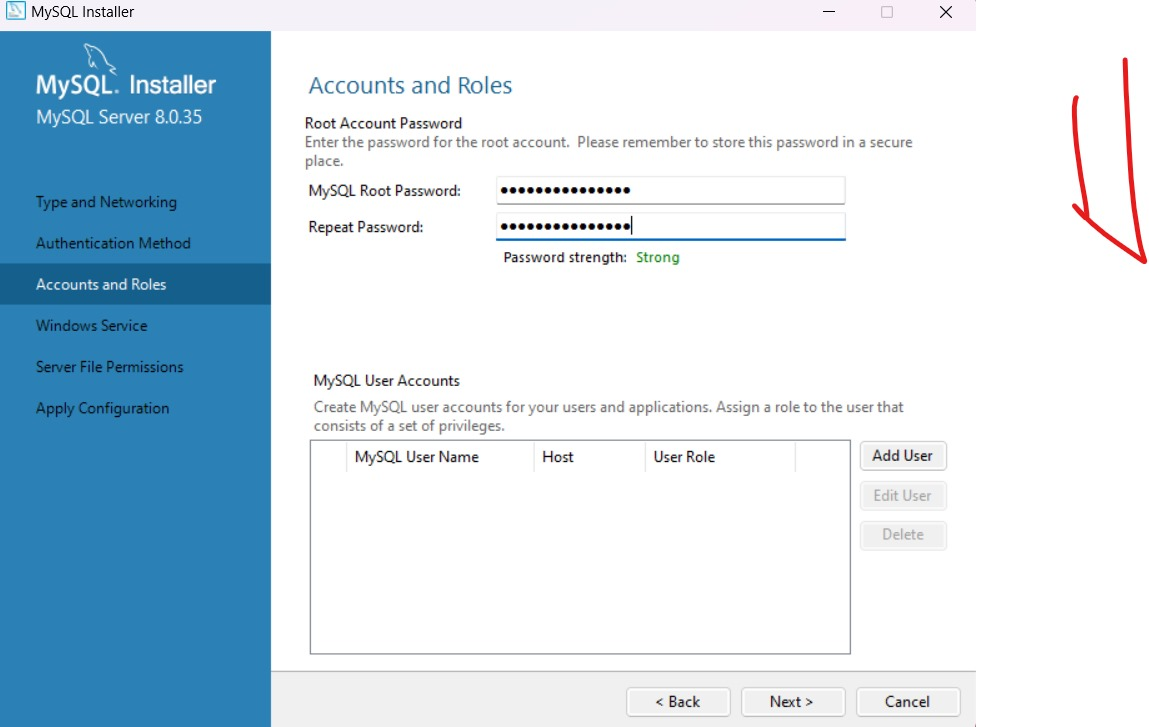 MySQL Installer
MySQL. Installer
MySQL Server 8.0.35
Type and Networking
Authentication Method
Accounts and Roles
Windows Service
Server File Permissions
Apply Configuration
Accounts and Roles
Root Account Password
Enter the password for the root account.  Please remember to store this password in a secure
place.
MySQL Root Password: •••••••••••••••
Repeat Password: •••••••••••••••
Password strength: Strong
MySQL User Accounts
Create MySQL user accounts for your users and applications. Assign a role to the user that
consists of a set of privileges.
MySQL User Name Host User Role
Add User
Edit User
Delete
< Back Next > Cancel